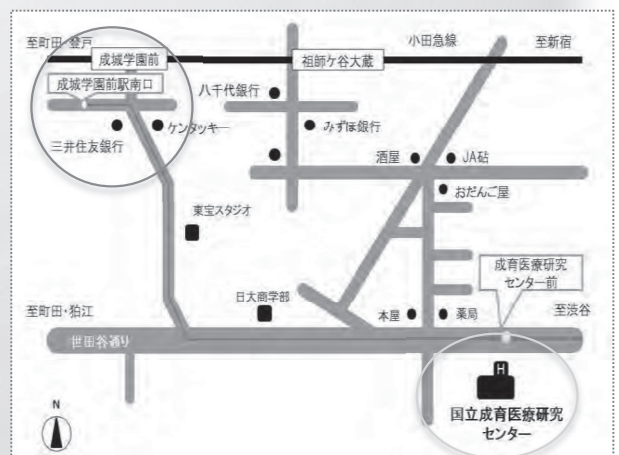 至町田・登戸
成城学園前
成城学園前駅南口
祖師ケ谷大蔵
小田急線
至新宿
八千代銀行
みずほ銀行
三井住友銀行
ケンタッキー
酒屋
JA砧
おだんご屋
東宝スタジオ
成育医療研究
センター前
日大商学部
至町田・狛江
本屋
薬局
至渋谷
世田谷通り
H
国立成育医療研究
センター
N